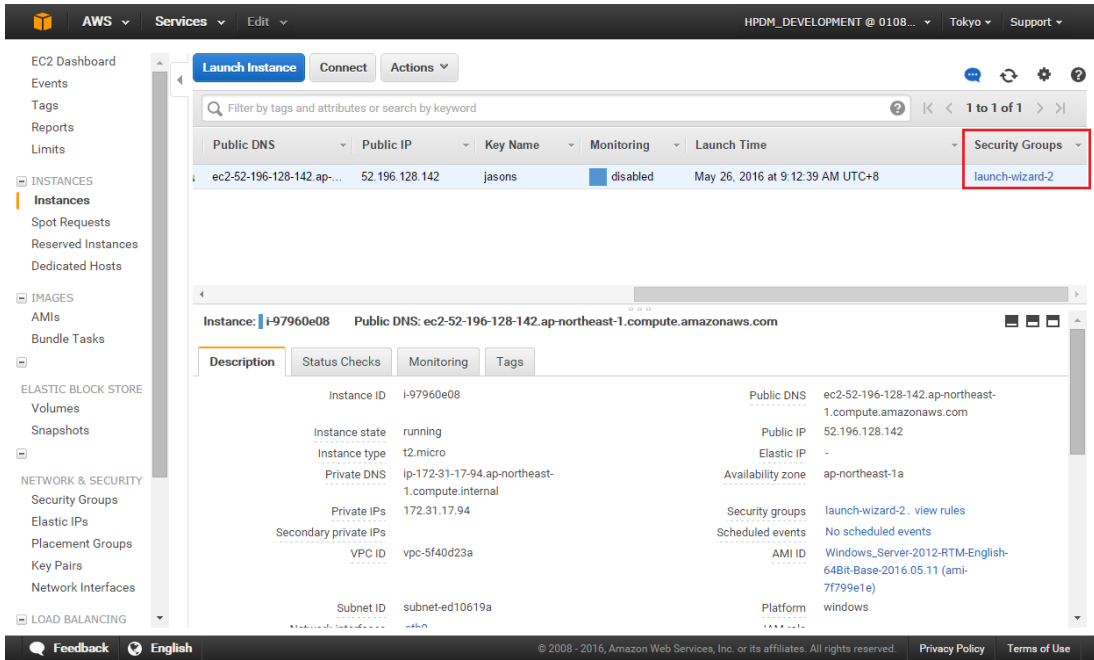 AWS Services Edit HPDM_DEVELOPMENT @ 0108... Tokyo Support
EC2 Dashboard
Events
Tags
Reports
Limits
INSTANCES
Instances
Spot Requests
Reserved Instances
Dedicated Hosts
IMAGES
AMIs
Bundle Tasks
ELASTIC BLOCK STORE
Volumes
Snapshots
NETWORK & SECURITY
Security Groups
Elastic IPs
Placement Groups
Key Pairs
Network Interfaces
LOAD BALANCING
Launch Instance Connect Actions
Filter by tags and attributes or search by keyword 1 to 1 of 1
Public DNS Public IP Key Name Monitoring Launch Time Security Groups
ec2-52-196-128-142.ap-... 52.196.128.142 jasons disabled May 26, 2016 at 9:12:39 AM UTC+8 launch-wizard-2
Instance: i-97960e08 Public DNS: ec2-52-196-128-142.ap-northeast-1.compute.amazonaws.com
Description Status Checks Monitoring Tags
Instance ID i-97960e08
Instance state running
Instance type t2.micro
Private DNS ip-172-31-17-94.ap-northeast-
1.compute.internal
Private IPs 172.31.17.94
Secondary private IPs
VPC ID vpc-5f40d23a
Subnet ID subnet-ed10619a
Network interfaces eth0
Public DNS ec2-52-196-128-142.ap-northeast-
1.compute.amazonaws.com
Public IP 52.196.128.142
Elastic IP -
Availability zone ap-northeast-1a
Security groups launch-wizard-2. view rules
Scheduled events No scheduled events
AMI ID Windows_Server-2012-RTM-English-
64Bit-Base-2016.05.11 (ami-
7f799e1e)
Platform windows
IAM role
Feedback English © 2008 - 2016, Amazon Web Services, Inc. or its affiliates. All rights reserved. Privacy Policy Terms of Use